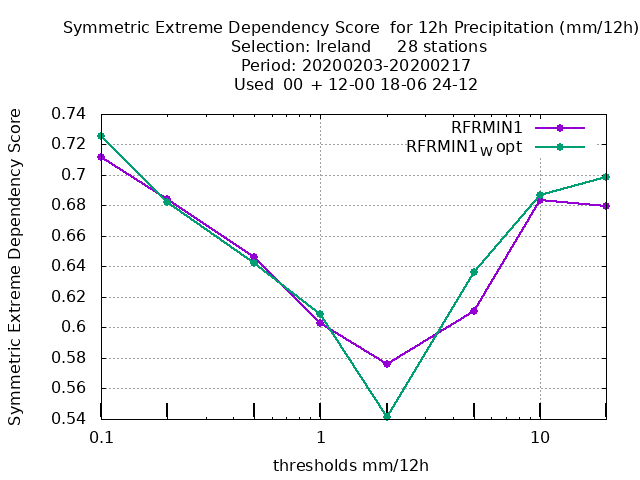 Symmetric Extreme Dependency Score  for 12h Precipitation (mm/12h)
Selection: Ireland     28 stations
Period: 20200203-20200217
Used  00  + 12-00 18-06 24-12
Symmetric Extreme Dependency Score
0.74
0.72
0.7
0.68
0.66
0.64
0.62
0.6
0.58
0.56
0.54
RFRMIN1
RFRMIN1W opt
0.1
1
10
thresholds mm/12h